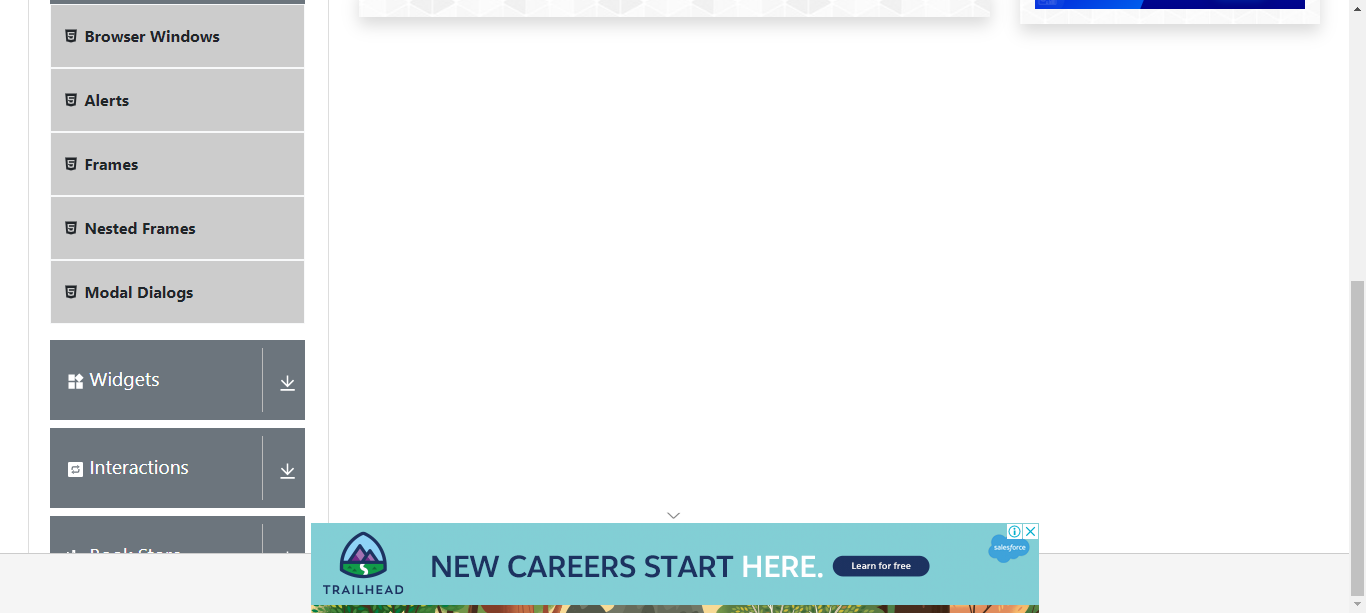 Browser Windows
Alerts
Frames
Nested Frames
Modal Dialogs
Widgets
Interactions
Book Store
TRAILHEAD
NEW CAREERS START HERE.
Learn for free
salesforce